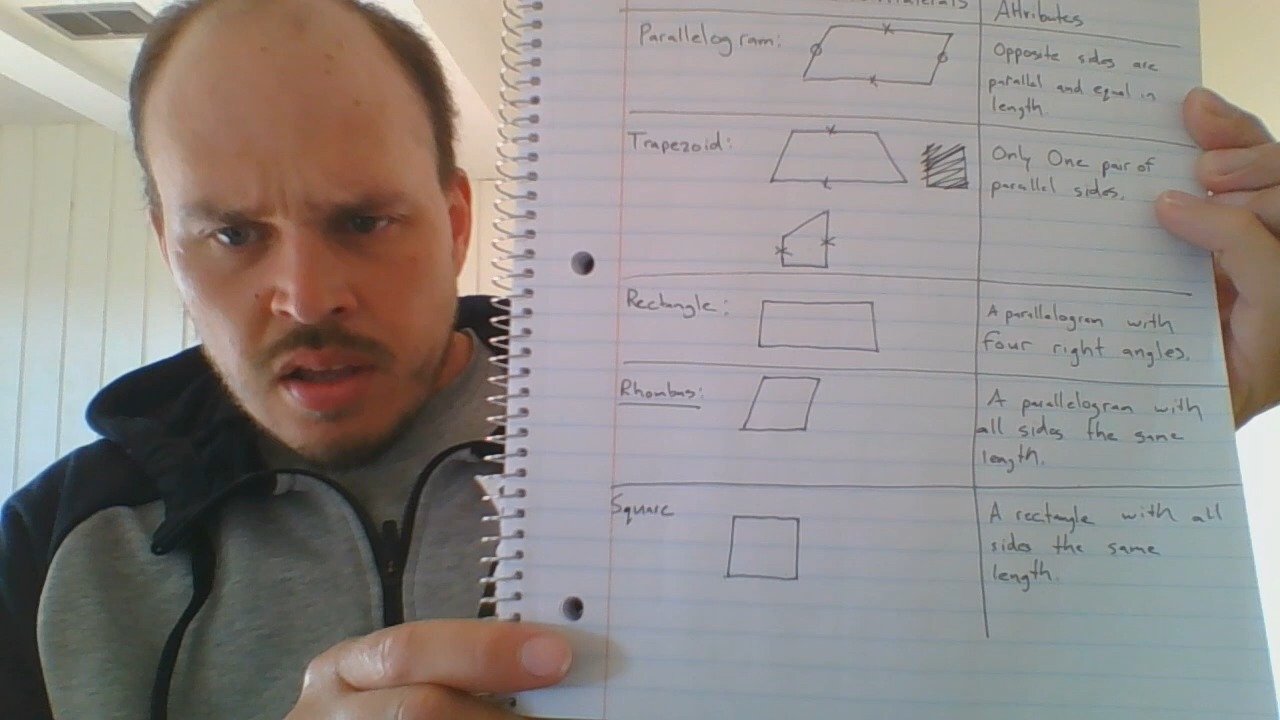 Attributes
Parallelogram:
Opposite sides are
parallel and equal in
length.
Trapezoid:
Only One pair of
parallel sides.
Rectangle:
A parallelogram with
four right angles.
Rhombus:
A parallelogram with
all sides the same
length.
Square
A rectangle with all
sides the same
length.